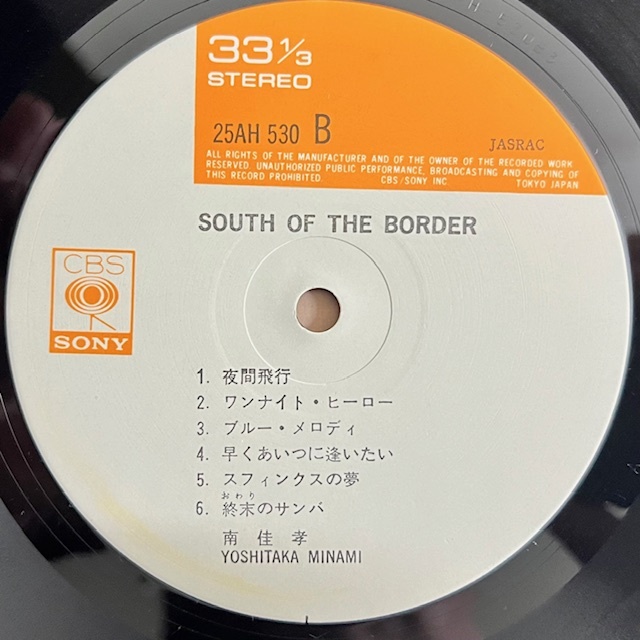 33 1/3
STEREO
25AH 530 B
JASRAC
ALL RIGHTS OF THE MANUFACTURER AND OF THE OWNER OF THE RECORDED WORK
RESERVED. UNAUTHORIZED PUBLIC PERFORMANCE, BROADCASTING AND COPYING OF
THIS RECORD PROHIBITED. CBS/SONY INC. TOKYO JAPAN
SOUTH OF THE BORDER
CBS
SONY
1. 夜間飛行
2. ワンナイト・ヒーロー
3. ブルー・メロディ
4. 早くあいつに逢いたい
5. スフィンクスの夢
おわり
6. 終末のサンバ
南 佳 孝
YOSHITAKA MINAMI